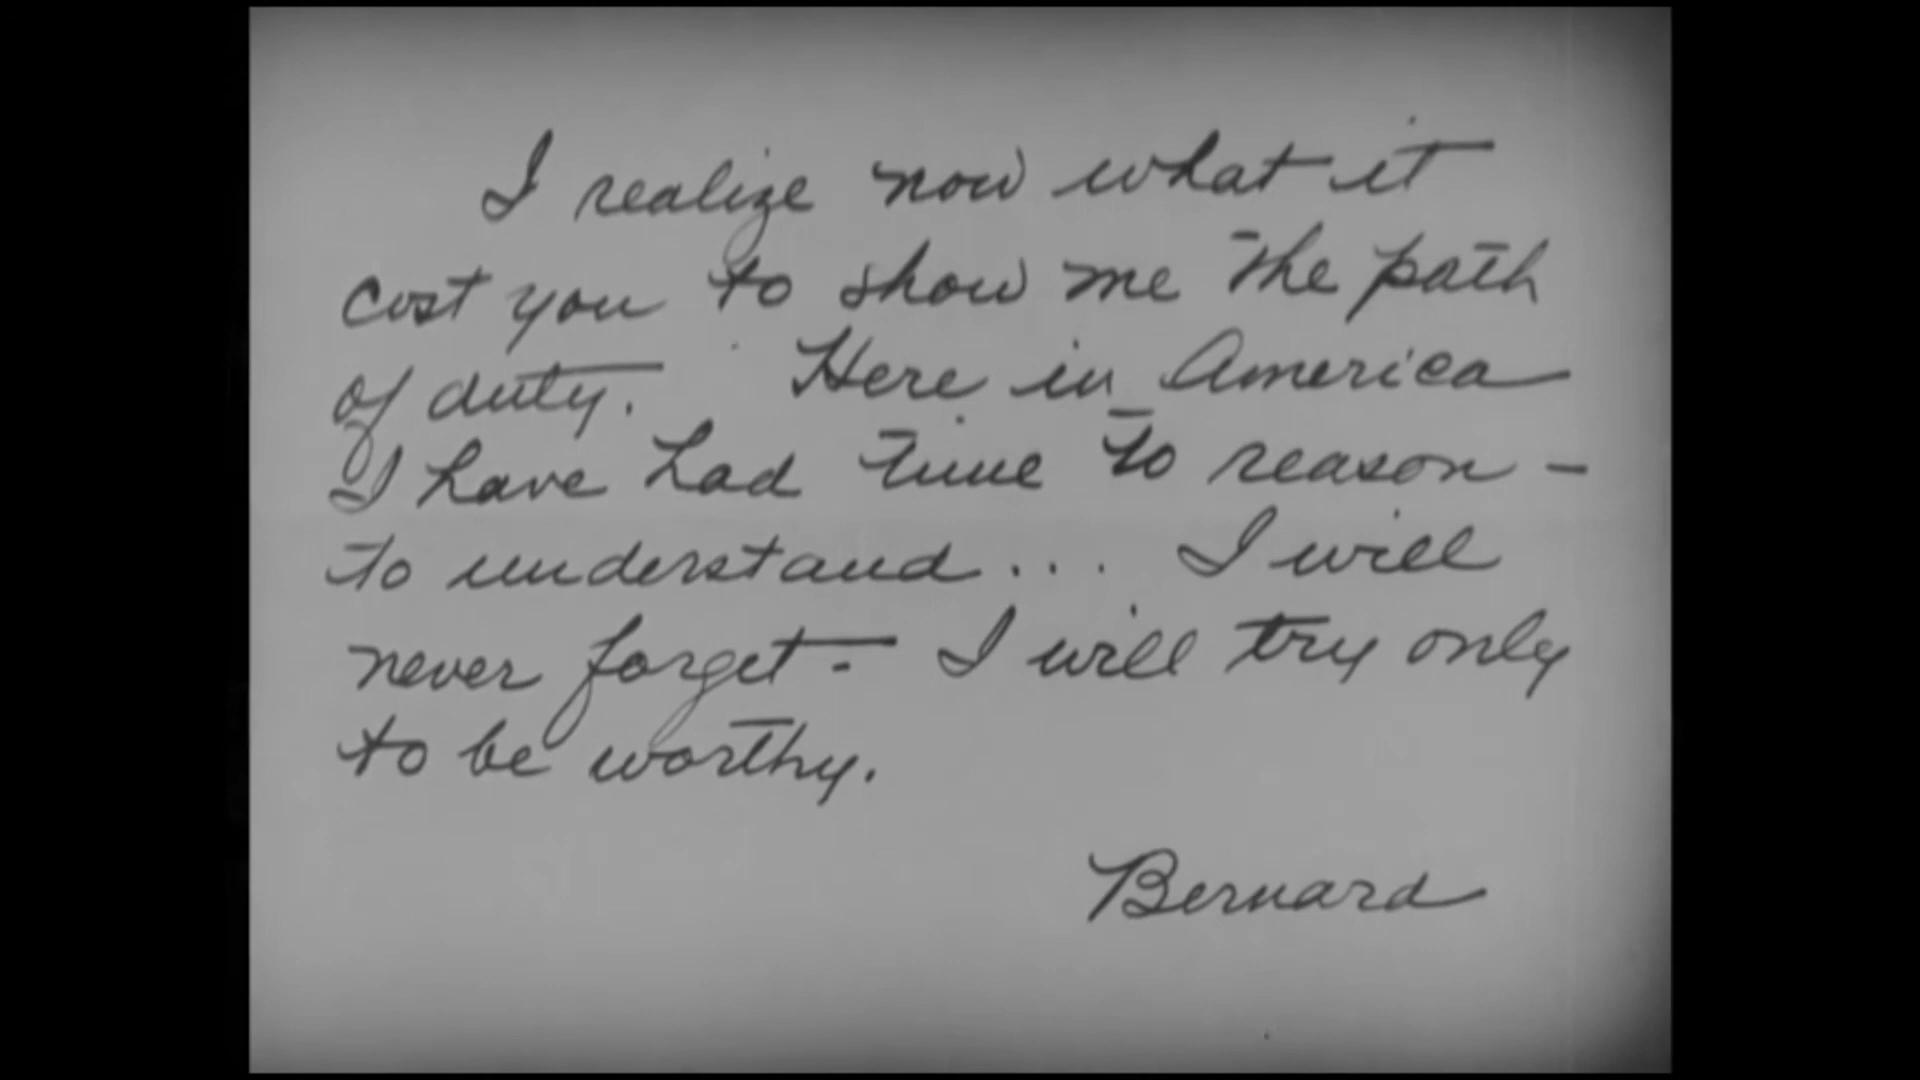 I realize now what it
cost you to show me the path
of duty. Here in America
I have had time to reason -
to understand... I will
never forget - I will try only
to be worthy.
Bernard